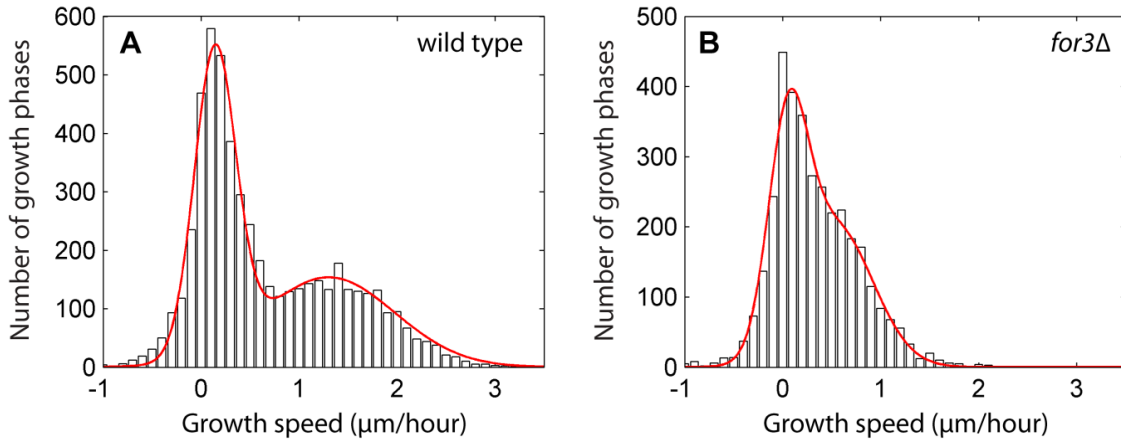 A
wild type
Number of growth phases
600
500
400
300
200
100
0
-1 0 1 2 3
Growth speed (µm/hour)
B
for3Δ
Number of growth phases
500
400
300
200
100
0
-1 0 1 2 3
Growth speed (µm/hour)